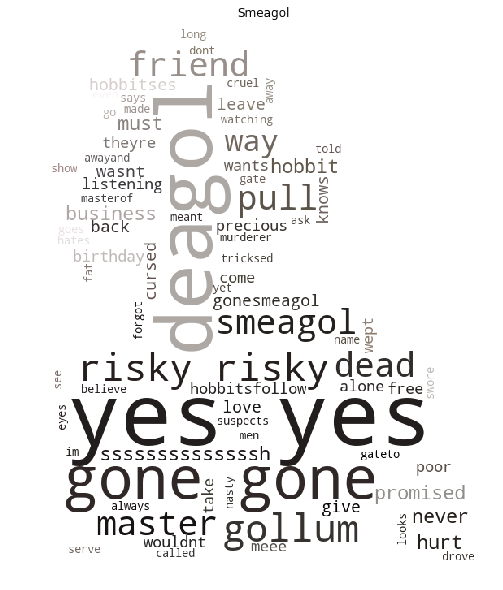 Smeagol
long
dont
friend
hobbitses
cruel
away
says
made
leave
go
must
watching
theyre
way
told
awayand
show
wasnt
wants
hobbit
gate
listening
masterof
pull
knows
business
deagol
meant
goes
back
precious
ask
hates
murderer
birthday
cursed
tricksed
fat
come
yet
gonesmeagol
forgot
smeagol
name
wept
risky risky
dead
see
believe
hobbitsfollow
alone
free
swore
eyes
yes yes
love
suspects
men
im
ssssssssssssssh
gateto
gone gone
poor
take
nasty
promised
always
give
master
gollum
looks
never
wouldnt
meee
hurt
serve
called
drove